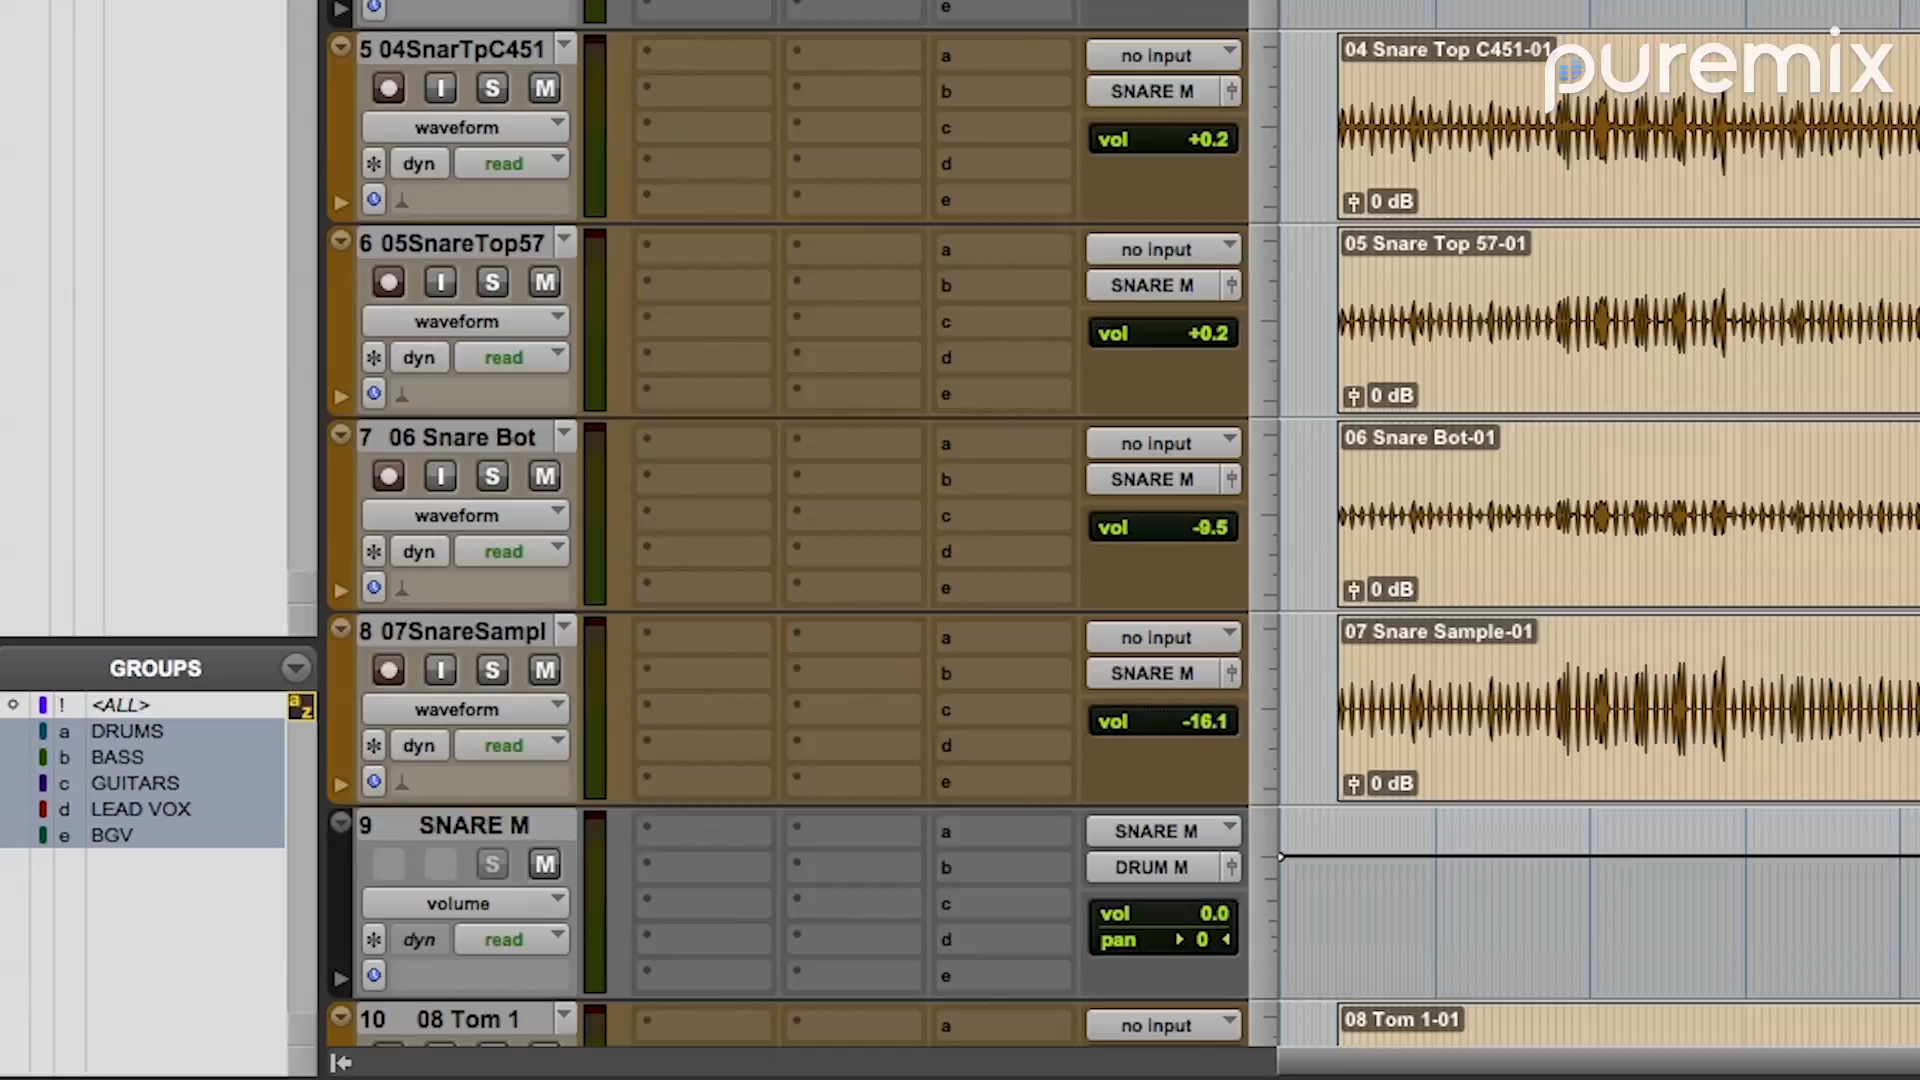 e
5 04SnarTpC451
I S M
waveform
dyn read
a
b
c
d
e
no input
SNARE M
vol +0.2
04 Snare Top C451-01
puremix
0 dB
6 05SnareTop57
I S M
waveform
dyn read
a
b
c
d
e
no input
SNARE M
vol +0.2
05 Snare Top 57-01
0 dB
7 06 Snare Bot
I S M
waveform
dyn read
a
b
c
d
e
no input
SNARE M
vol -9.5
06 Snare Bot-01
0 dB
8 07SnareSampl
I S M
waveform
dyn read
a
b
c
d
e
no input
SNARE M
vol -16.1
07 Snare Sample-01
0 dB
GROUPS
! <ALL>
a z
a DRUMS
b BASS
c GUITARS
d LEAD VOX
e BGV
9 SNARE M
S M
volume
dyn read
a
b
c
d
e
SNARE M
DRUM M
vol 0.0
pan 0
10 08 Tom 1
a
no input
08 Tom 1-01